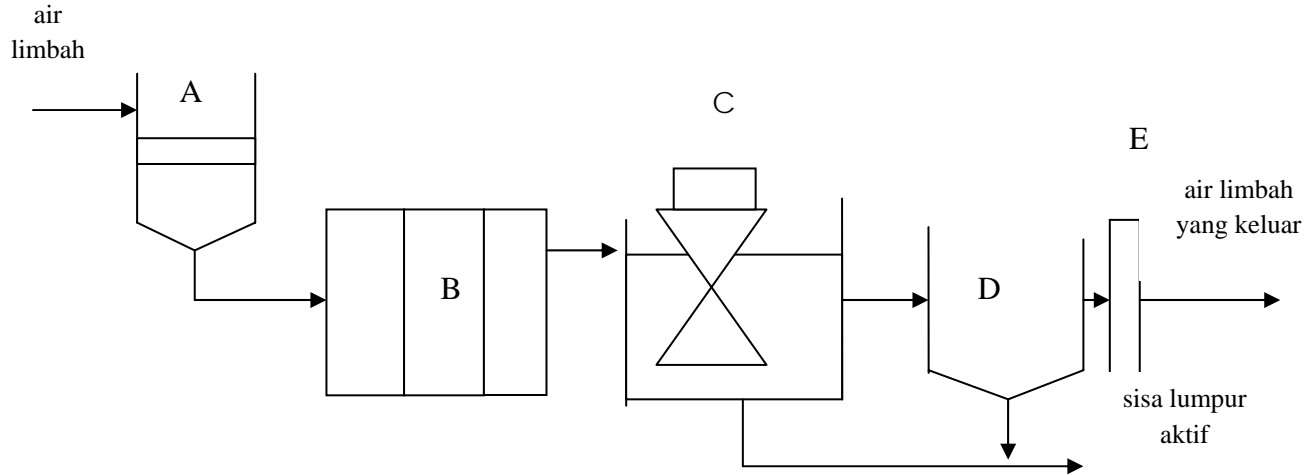 air
limbah
A
B
C
D
E
air limbah
yang keluar
sisa lumpur
aktif